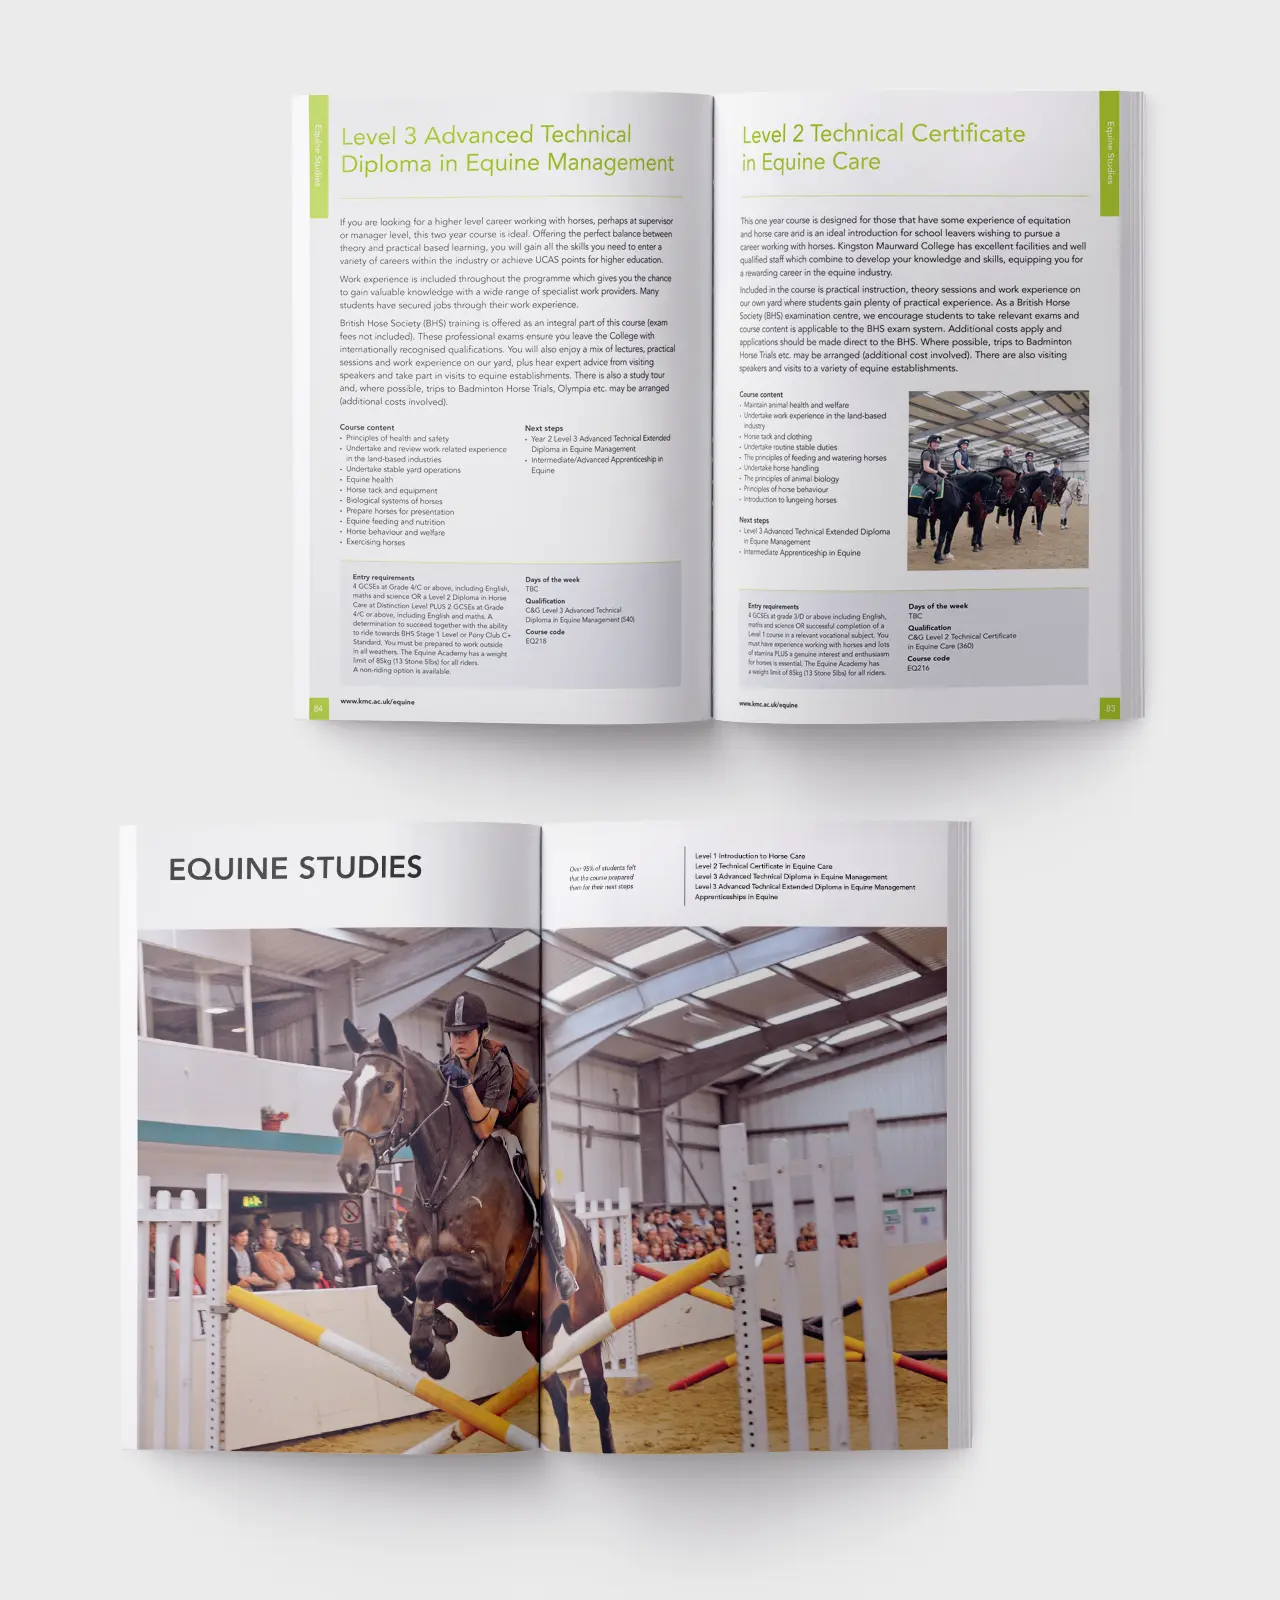 Equine Studies
Level 3 Advanced Technical
Diploma in Equine Management
If you are looking for a higher level career working with horses, perhaps at supervisor
or manager level, this two year course is ideal. Offering the perfect balance between
theory and practical based learning, you will gain all the skills you need to enter a
variety of careers within the industry or achieve UCAS points for higher education.
Work experience is included throughout the programme which gives you the chance
to gain valuable knowledge with a wide range of specialist work providers. Many
students have secured jobs through their work experience.
British Hose Society (BHS) training is offered as an integral part of this course (exam
fees not included). These professional exams ensure you leave the College with
internationally recognised qualifications. You will also enjoy a mix of lectures, practical
sessions and work experience on our yard, plus hear expert advice from visiting
speakers and take part in visits to equine establishments. There is also a study tour
and, where possible, trips to Badminton Horse Trials, Olympia etc. may be arranged
(additional costs involved).
Course content
• Principles of health and safety
• Undertake and review work related experience
in the land-based industries
• Undertake stable yard operations
• Equine health
• Horse tack and equipment
• Biological systems of horses
• Prepare horses for presentation
• Equine feeding and nutrition
• Horse behaviour and welfare
• Exercising horses
Next steps
• Year 2 Level 3 Advanced Technical Extended
Diploma in Equine Management
• Intermediate/Advanced Apprenticeship in
Equine
Entry requirements
4 GCSEs at Grade 4/C or above, including English,
maths and science OR a Level 2 Diploma in Horse
Care at Distinction Level PLUS 2 GCSEs at Grade
4/C or above, including English and maths. A
determination to succeed together with the ability
to ride towards BHS Stage 1 Level or Pony Club C+
Standard. You must be prepared to work outside
in all weathers. The Equine Academy has a weight
limit of 85kg (13 Stone 5lbs) for all riders.
A non-riding option is available.
Days of the week
TBC
Qualification
C&G Level 3 Advanced Technical
Diploma in Equine Management (540)
Course code
EQ218
84
www.kmc.ac.uk/equine
Level 2 Technical Certificate
in Equine Care
Equine Studies
This one year course is designed for those that have some experience of equitation
and horse care and is an ideal introduction for school leavers wishing to pursue a
career working with horses. Kingston Maurward College has excellent facilities and well
qualified staff which combine to develop your knowledge and skills, equipping you for
a rewarding career in the equine industry.
Included in the course is practical instruction, theory sessions and work experience on
our own yard where students gain plenty of practical experience. As a British Horse
Society (BHS) examination centre, we encourage students to take relevant exams and
course content is applicable to the BHS exam system. Additional costs apply and
applications should be made direct to the BHS. Where possible, trips to Badminton
Horse Trials etc. may be arranged (additional cost involved). There are also visiting
speakers and visits to a variety of equine establishments.
Course content
• Maintain animal health and welfare
• Undertake work experience in the land-based
industry
• Horse tack and clothing
• Undertake routine stable duties
• The principles of feeding and watering horses
• Undertake horse handling
• The principles of animal biology
• Principles of horse behaviour
• Introduction to lungeing horses
Next steps
• Level 3 Advanced Technical Extended Diploma
in Equine Management
• Intermediate Apprenticeship in Equine
Entry requirements
4 GCSEs at grade 3/D or above including English,
maths and science OR successful completion of a
Level 1 course in a relevant vocational subject. You
must have experience working with horses and lots
of stamina PLUS a genuine interest and enthusiasm
for horses is essential. The Equine Academy has
a weight limit of 85kg (13 Stone 5lbs) for all riders.
Days of the week
TBC
Qualification
C&G Level 2 Technical Certificate
in Equine Care (360)
Course code
EQ216
www.kmc.ac.uk/equine
83
EQUINE STUDIES
Over 95% of students felt
that the course prepared
them for their next steps
Level 1 Introduction to Horse Care
Level 2 Technical Certificate in Equine Care
Level 3 Advanced Technical Diploma in Equine Management
Level 3 Advanced Technical Extended Diploma in Equine Management
Apprenticeships in Equine